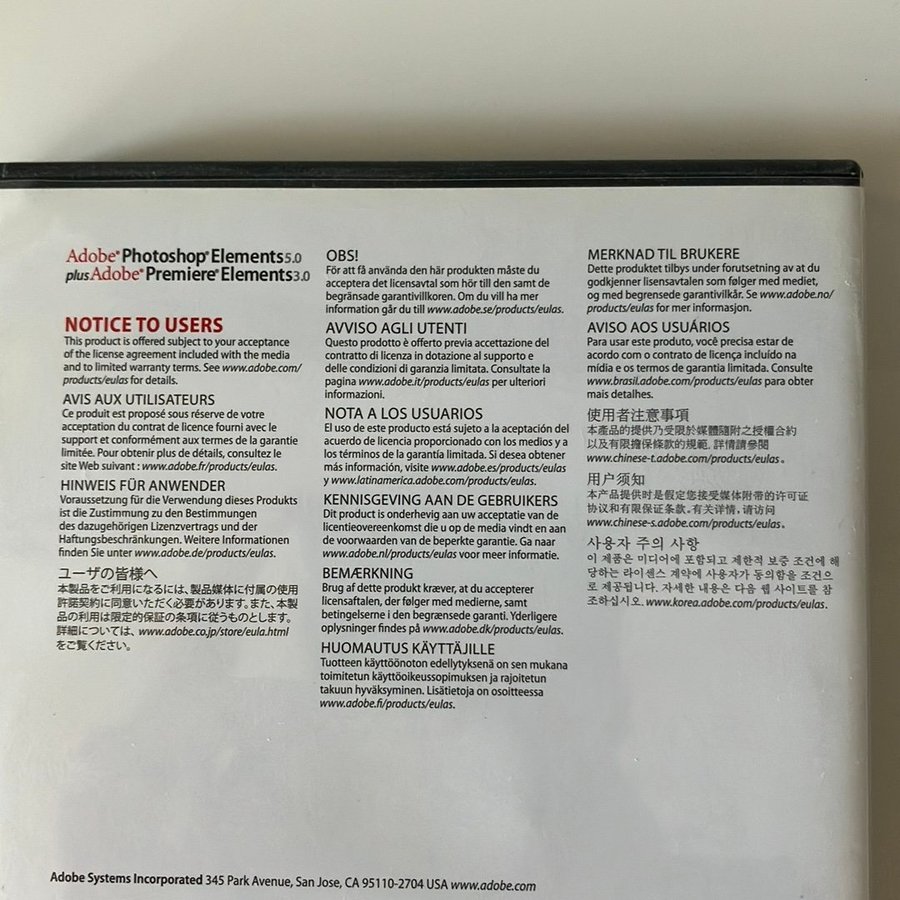 Adobe® Photoshop® Elements 5.0
plus Adobe® Premiere® Elements 3.0
NOTICE TO USERS
This product is offered subject to your acceptance
of the license agreement included with the media
and to limited warranty terms. See www.adobe.com/
products/eulas for details.
AVIS AUX UTILISATEURS
Ce produit est proposé sous réserve de votre
acceptation du contrat de licence fourni avec le
support et conformément aux termes de la garantie
limitée. Pour obtenir plus de détails, consultez le
site Web suivant : www.adobe.fr/products/eulas.
HINWEIS FÜR ANWENDER
Voraussetzung für die Verwendung dieses Produkts
ist die Zustimmung zu den Bestimmungen
des dazugehörigen Lizenzvertrags und der
Haftungsbeschränkungen. Weitere Informationen
finden Sie unter www.adobe.de/products/eulas.
ユーザの皆様へ
本製品をご利用になるには、製品媒体に付属の使用
許諾契約に同意いただく必要があります。また、本製
品の利用は限定的保証の条項に従うものとします。
詳細については、www.adobe.co.jp/store/eula.html
をご覧ください。
OBS!
För att få använda den här produkten måste du
acceptera det licensavtal som hör till den samt de
begränsade garantivillkoren. Om du vill ha mer
information går du till www.adobe.se/products/eulas.
AVVISO AGLI UTENTI
Questo prodotto è offerto previa accettazione del
contratto di licenza in dotazione al supporto e
delle condizioni di garanzia limitata. Consultate la
pagina www.adobe.it/products/eulas per ulteriori
informazioni.
NOTA A LOS USUARIOS
El uso de este producto está sujeto a la aceptación del
acuerdo de licencia proporcionado con los medios y a
los términos de la garantía limitada. Si desea obtener
más información, visite www.adobe.es/products/eulas
y www.latinamerica.adobe.com/products/eulas.
KENNISGEVING AAN DE GEBRUIKERS
Dit product is onderhevig aan uw acceptatie van de
licentieovereenkomst die u op de media vindt en aan
de voorwaarden van de beperkte garantie. Ga naar
www.adobe.nl/products/eulas voor meer informatie.
BEMÆRKNING
Brug af dette produkt kræver, at du accepterer
licensaftalen, der følger med medierne, samt
betingelserne i den begrænsede garanti. Yderligere
oplysninger findes på www.adobe.dk/products/eulas.
HUOMAUTUS KÄYTTÄJILLE
Tuotteen käyttöönoton edellytyksenä on sen mukana
toimitetun käyttöoikeussopimuksen ja rajoitetun
takuun hyväksyminen. Lisätietoja on osoitteessa
www.adobe.fi/products/eulas.
MERKNAD TIL BRUKERE
Dette produktet tilbys under forutsetning av at du
godkjenner lisensavtalen som følger med mediet,
og med begrensede garantivilkår. Se www.adobe.no/
products/eulas for mer informasjon.
AVISO AOS USUÁRIOS
Para usar este produto, você precisa estar de
acordo com o contrato de licença incluído na
mídia e os termos de garantia limitada. Consulte
www.brasil.adobe.com/products/eulas para obter
mais detalhes.
使用者注意事項
本產品的提供乃受限於媒體隨附之授權合約
以及有限擔保條款的規範。詳情請參閱
www.chinese-t.adobe.com/products/eulas。
用户须知
本产品提供时是假定您接受媒体附带的许可证
协议和有限保证条款。有关详情，请访问
www.chinese-s.adobe.com/products/eulas。
사용자 주의 사항
이 제품은 미디어에 포함되고 제한적 보증 조건에 해
당하는 라이센스 계약에 사용자가 동의함을 조건으
로 제공됩니다. 자세한 내용은 다음 웹 사이트를 참
조하십시오. www.korea.adobe.com/products/eulas.
Adobe Systems Incorporated 345 Park Avenue, San Jose, CA 95110-2704 USA www.adobe.com